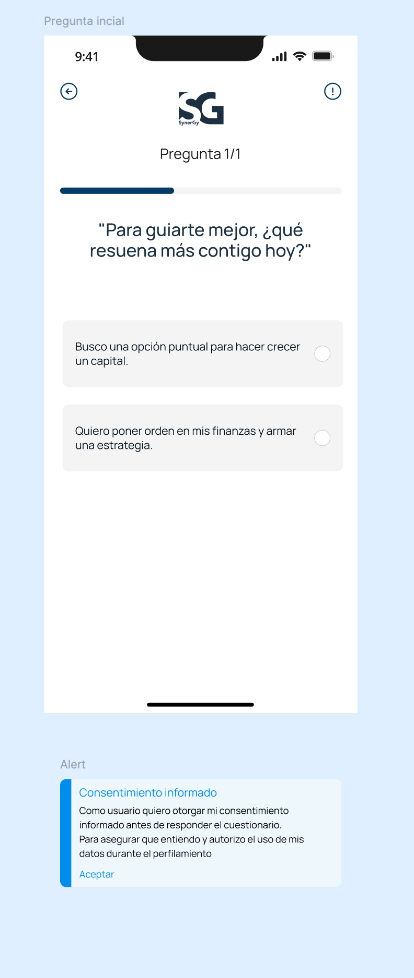 Pregunta incial
9:41
SG
SynerGy
Pregunta 1/1
"Para guiarte mejor, ¿qué
resuena más contigo hoy?"
Busco una opción puntual para hacer crecer
un capital.
Quiero poner orden en mis finanzas y armar
una estrategia.
Alert
Consentimiento informado
Como usuario quiero otorgar mi consentimiento
informado antes de responder el cuestionario.
Para asegurar que entiendo y autorizo el uso de mis
datos durante el perfilamiento
Aceptar